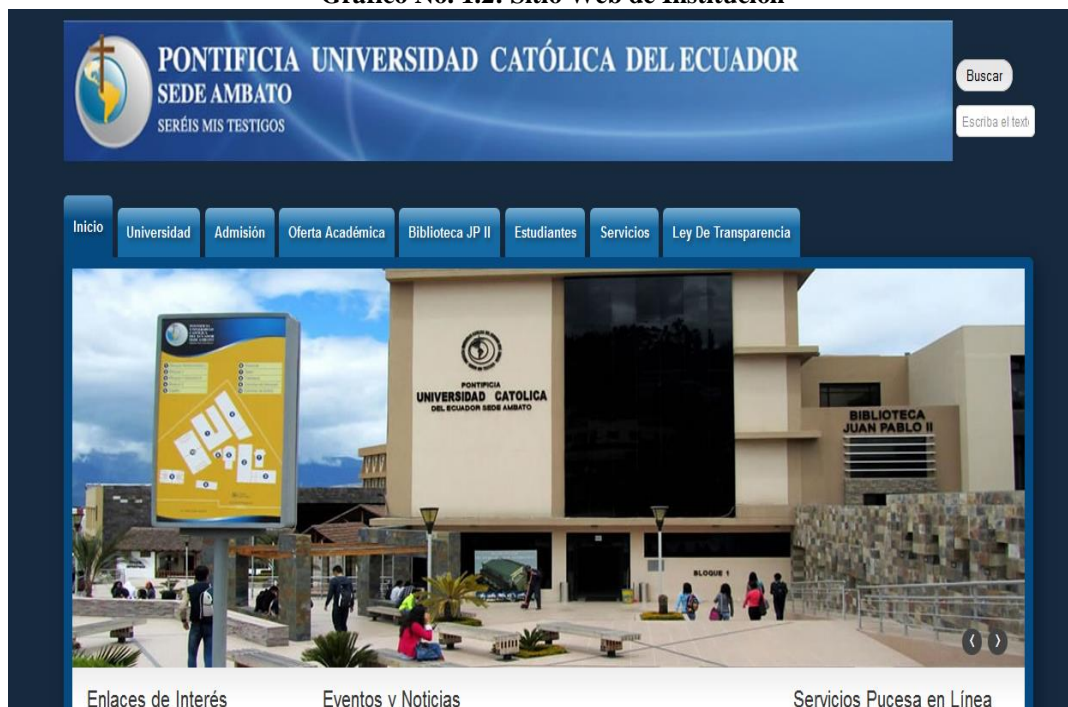 Gráfico No. 1.2: Sitio Web de Institución
PONTIFICIA UNIVERSIDAD CATÓLICA DEL ECUADOR
SEDE AMBATO
SERÉIS MIS TESTIGOS
Buscar
Escriba el text
Inicio
Universidad
Admisión
Oferta Académica
Biblioteca JP II
Estudiantes
Servicios
Ley De Transparencia
PONTIFICIA
UNIVERSIDAD CATOLICA
DEL ECUADOR SEDE AMBATO
BIBLIOTECA
JUAN PABLO II
BLOQUE 1
Enlaces de Interés
Eventos y Noticias
Servicios Pucesa en Línea